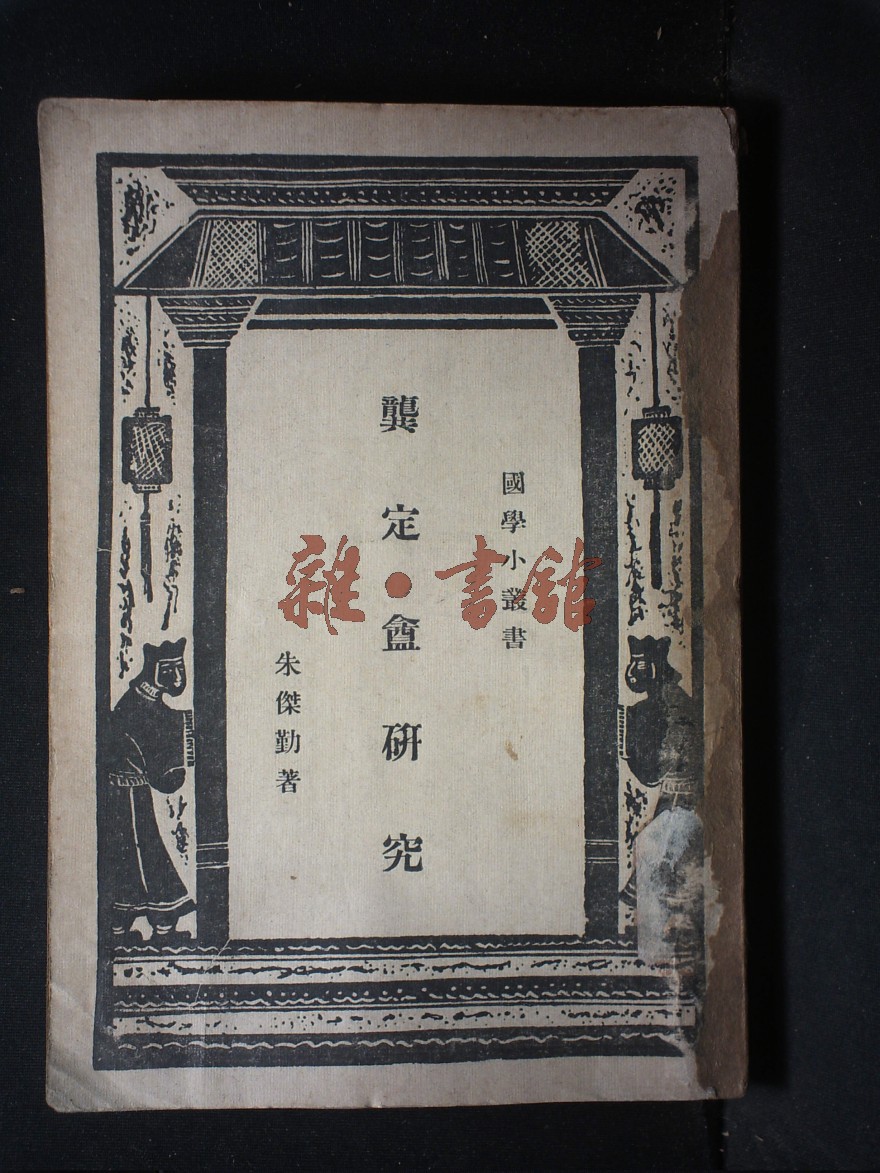 國學小叢書
龔定盦研究
朱傑勤著
雜·書館